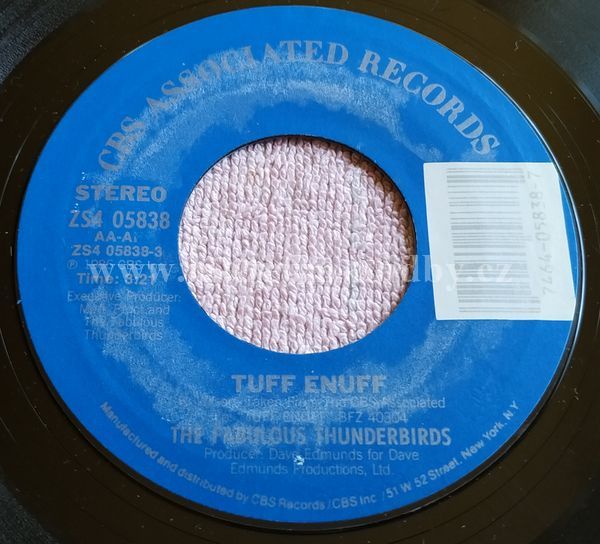 CBS ASSOCIATED RECORDS
STEREO
ZS4 05838
AA-A
ZS4 05838-3
Time: 3:21
Executive Producer:
The Fabulous
Thunderbirds
7464-05838-7
TUFF ENUFF
Taken From The CBS Associated
"TUFF ENUFF" BFZ 40304
THE FABULOUS THUNDERBIRDS
Producer: Dave Edmunds for Dave
Edmunds Productions, Ltd.
Manufactured and distributed by CBS Records/CBS Inc./51 W 52 Street, New York, N.Y.